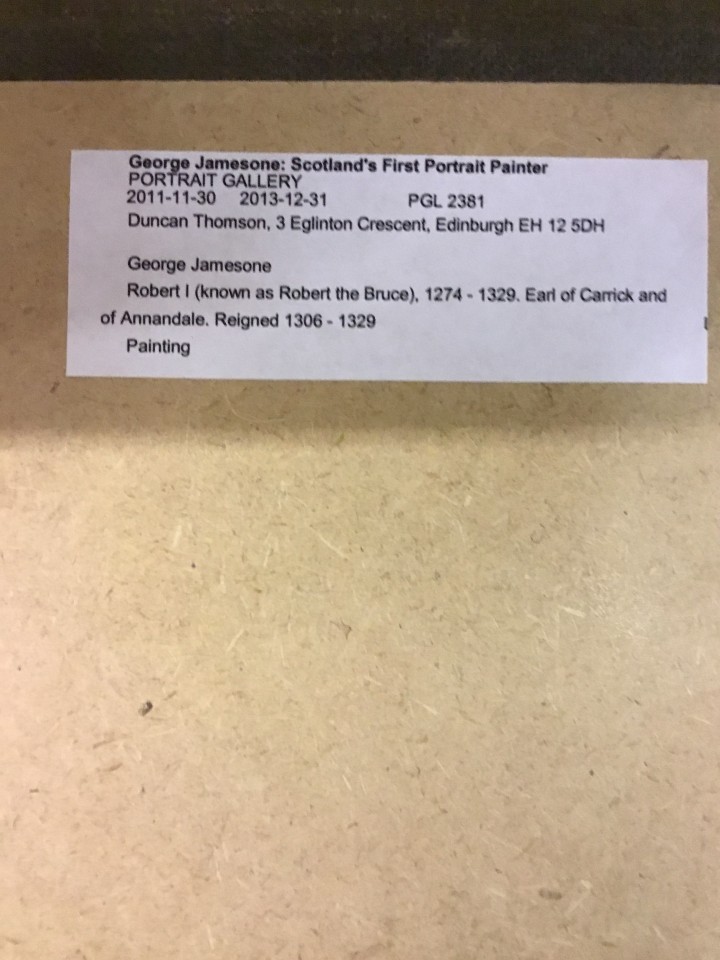 George Jamesone: Scotland's First Portrait Painter
PORTRAIT GALLERY
2011-11-30 2013-12-31 PGL 2381
Duncan Thomson, 3 Eglinton Crescent, Edinburgh EH 12 5DH
George Jamesone
Robert I (known as Robert the Bruce), 1274 - 1329. Earl of Carrick and
of Annandale. Reigned 1306 - 1329
Painting